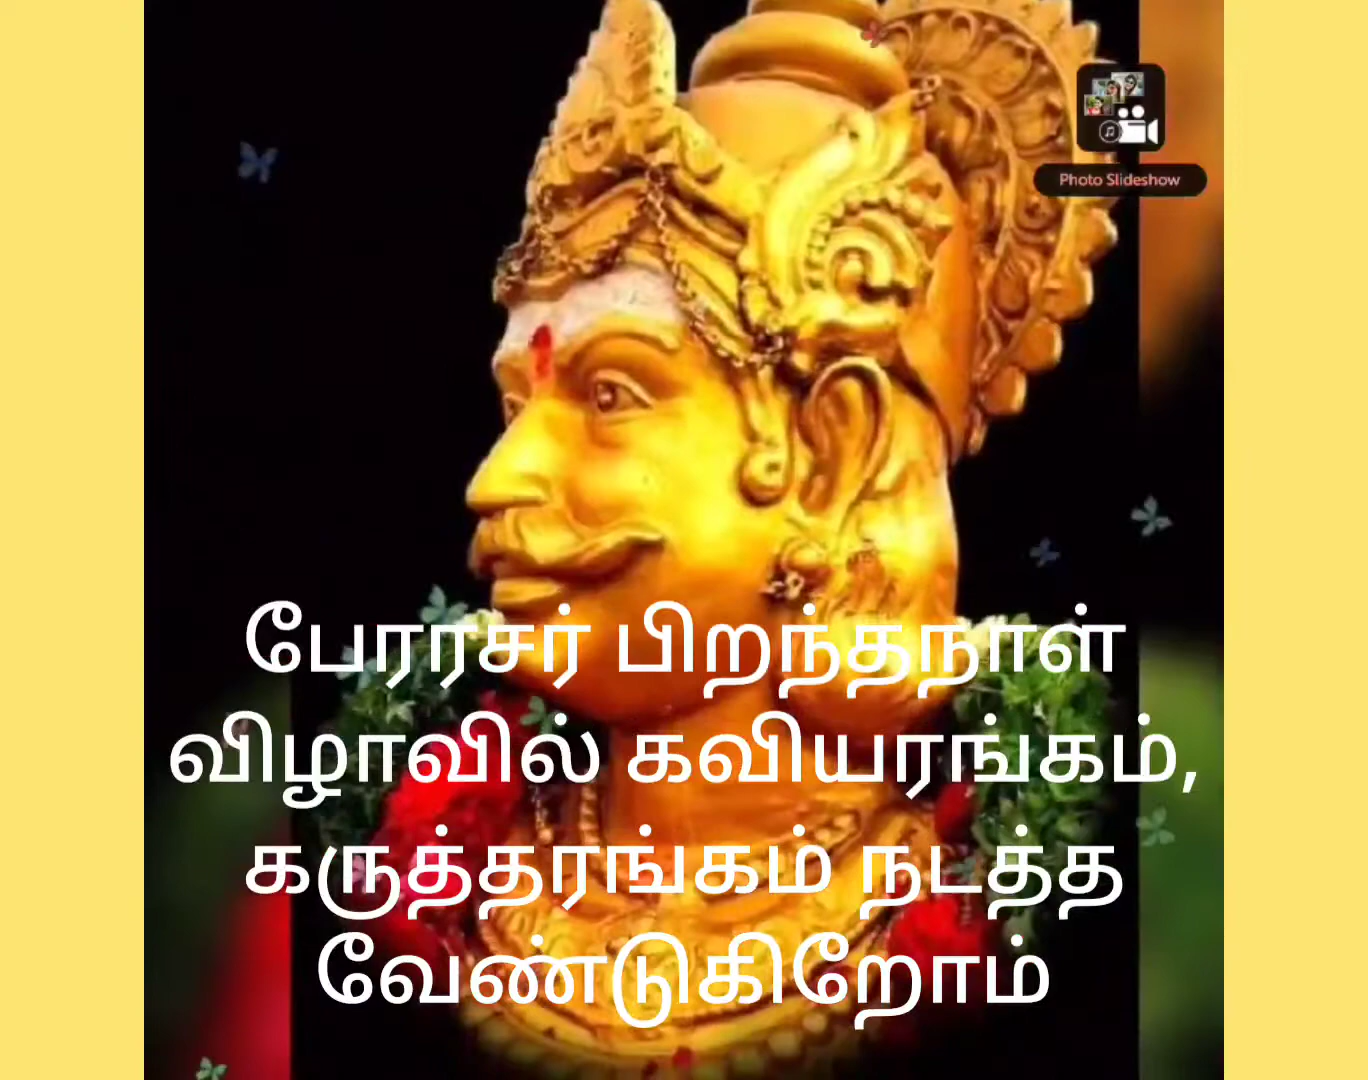 Photo Slideshow
பேரரசர் பிறந்தநாள்
விழாவில் கவியரங்கம்,
கருத்தரங்கம் நடத்த
வேண்டுகிறோம்